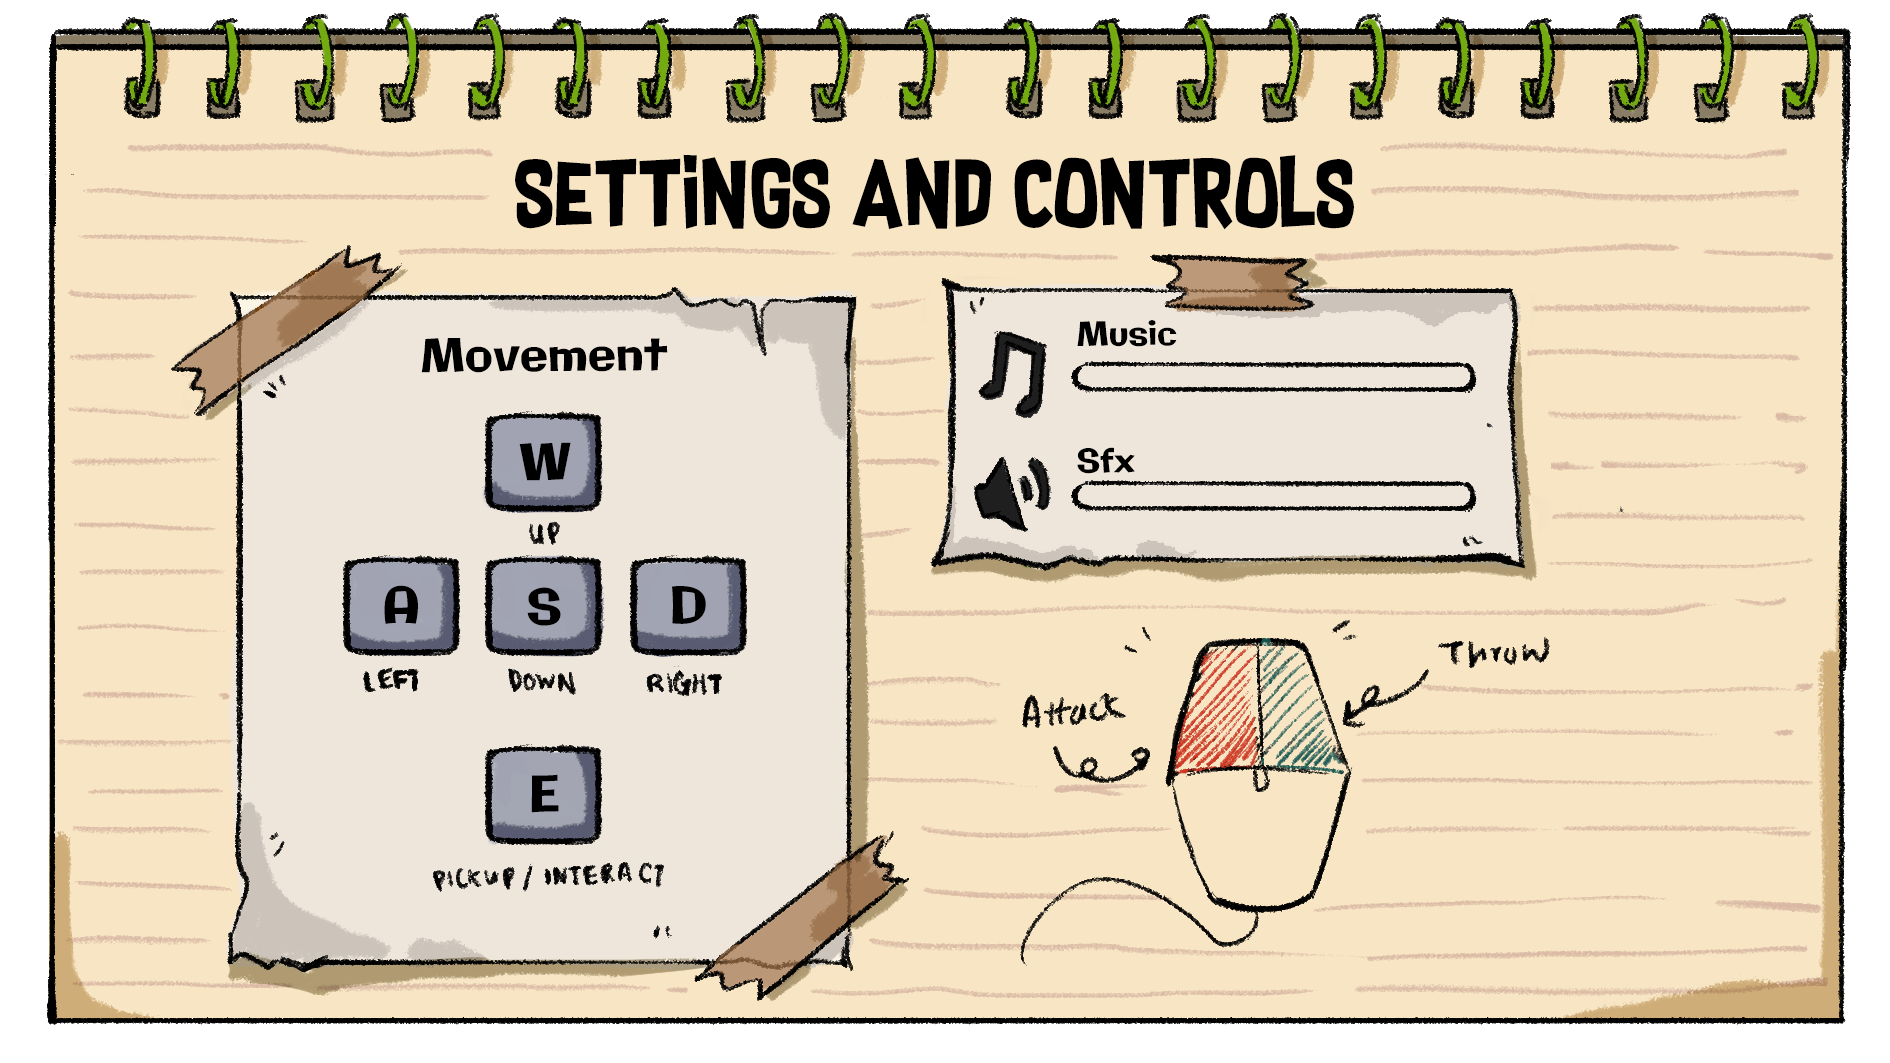 SETTiNGS AND CONTROLS
Movement
W
UP
A S D
LEFT DOWN RIGHT
E
PICKUP / INTERACT
Music
Sfx
Throw
Attack